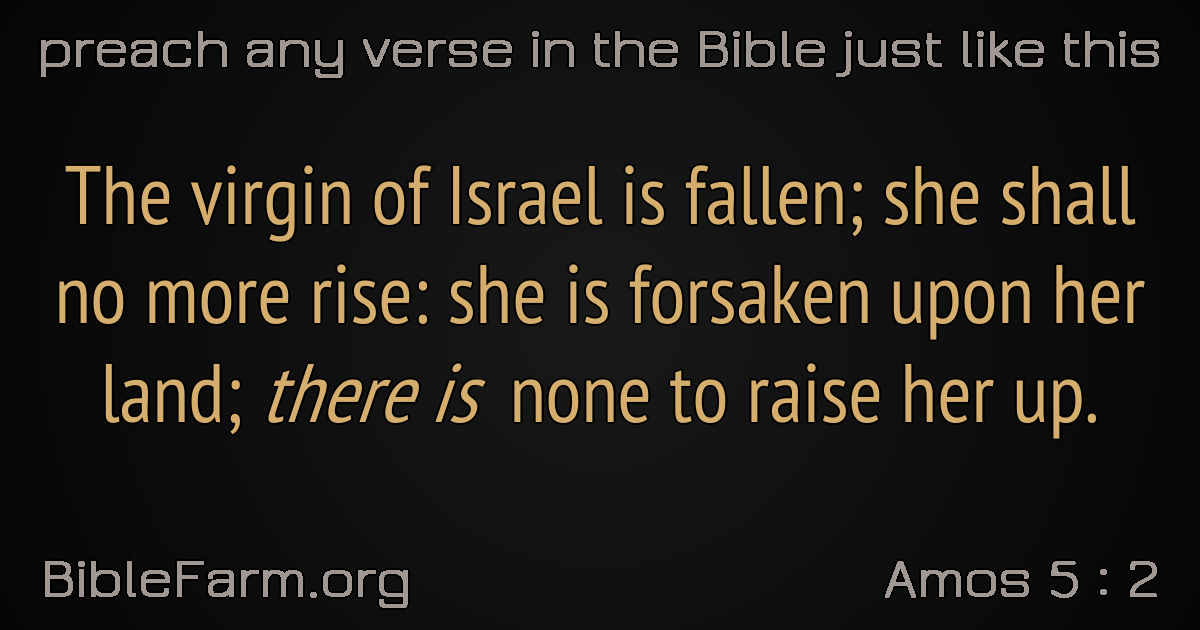 preach any verse in the Bible just like this
The virgin of Israel is fallen; she shall
no more rise: she is forsaken upon her
land; there is none to raise her up.
BibleFarm.org
Amos 5 : 2